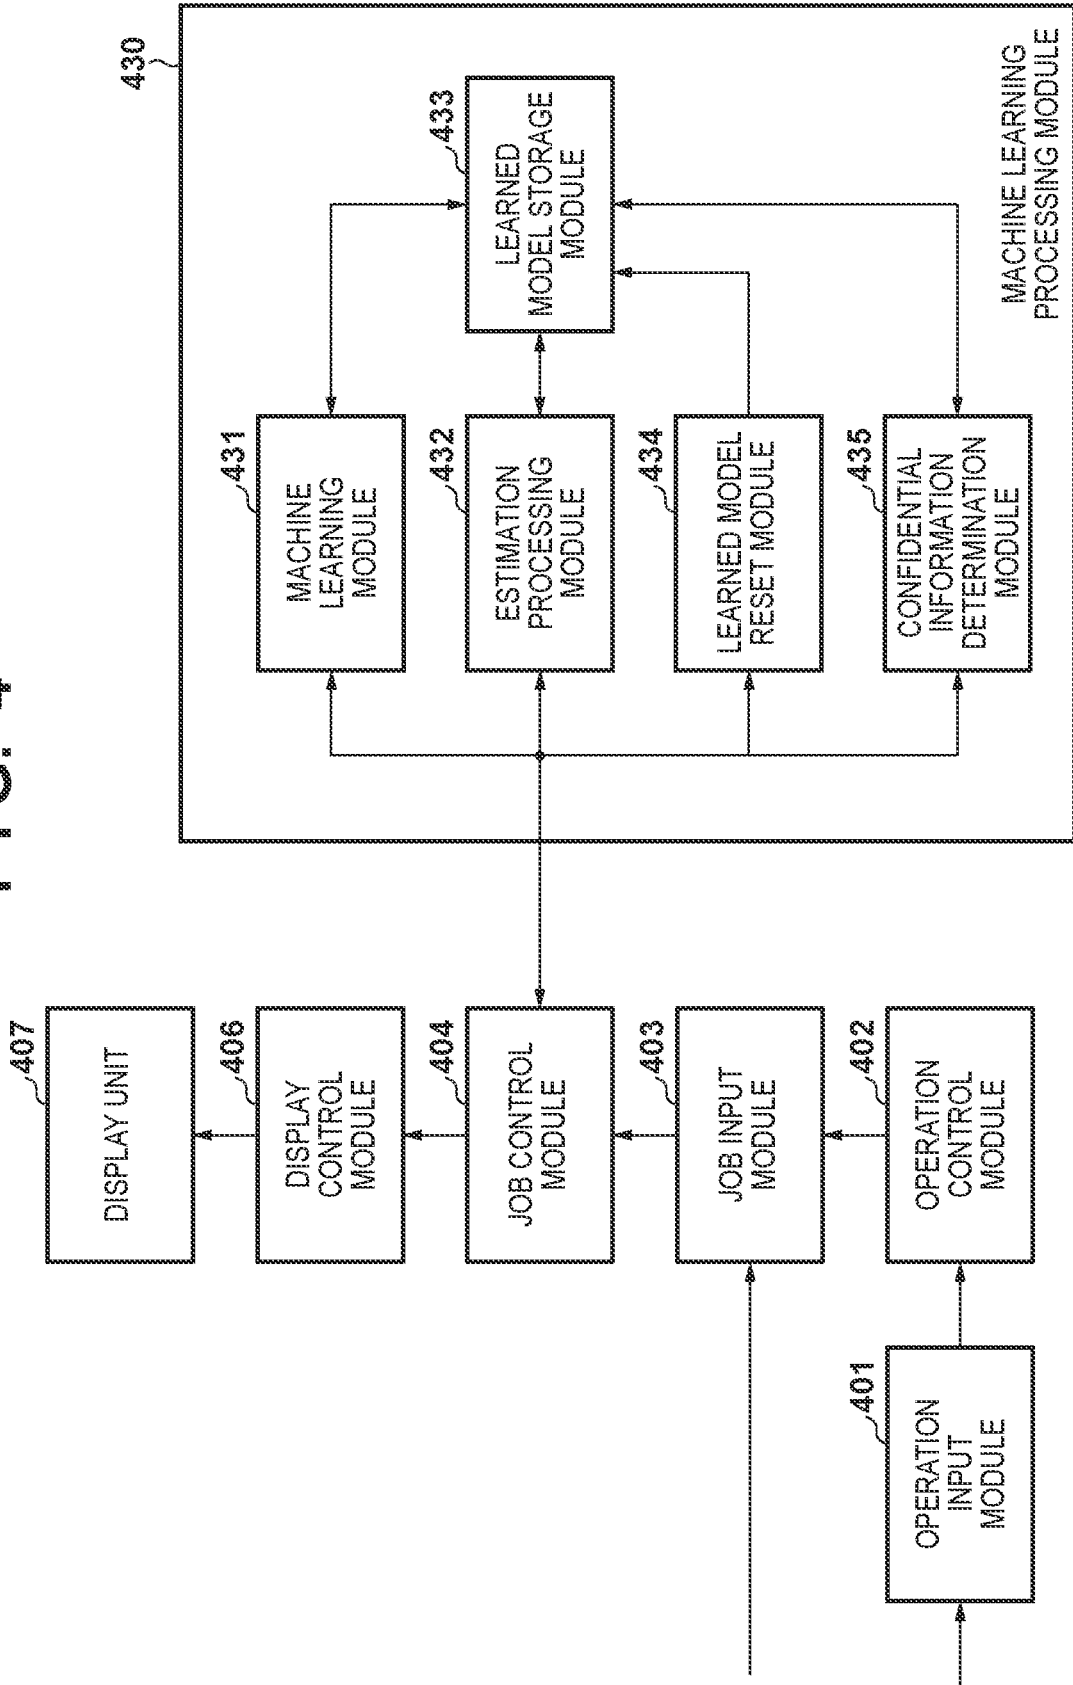 430
MACHINE LEARNING
PROCESSING MODULE
433
LEARNED
MODEL STORAGE
MODULE
431
MACHINE
LEARNING
MODULE
432
ESTIMATION
PROCESSING
MODULE
434
LEARNED MODEL
RESET MODULE
435
CONFIDENTIAL
INFORMATION
DETERMINATION
MODULE
407
DISPLAY UNIT
406
DISPLAY
CONTROL
MODULE
404
JOB CONTROL
MODULE
403
JOB INPUT
MODULE
402
OPERATION
CONTROL
MODULE
401
OPERATION
INPUT
MODULE